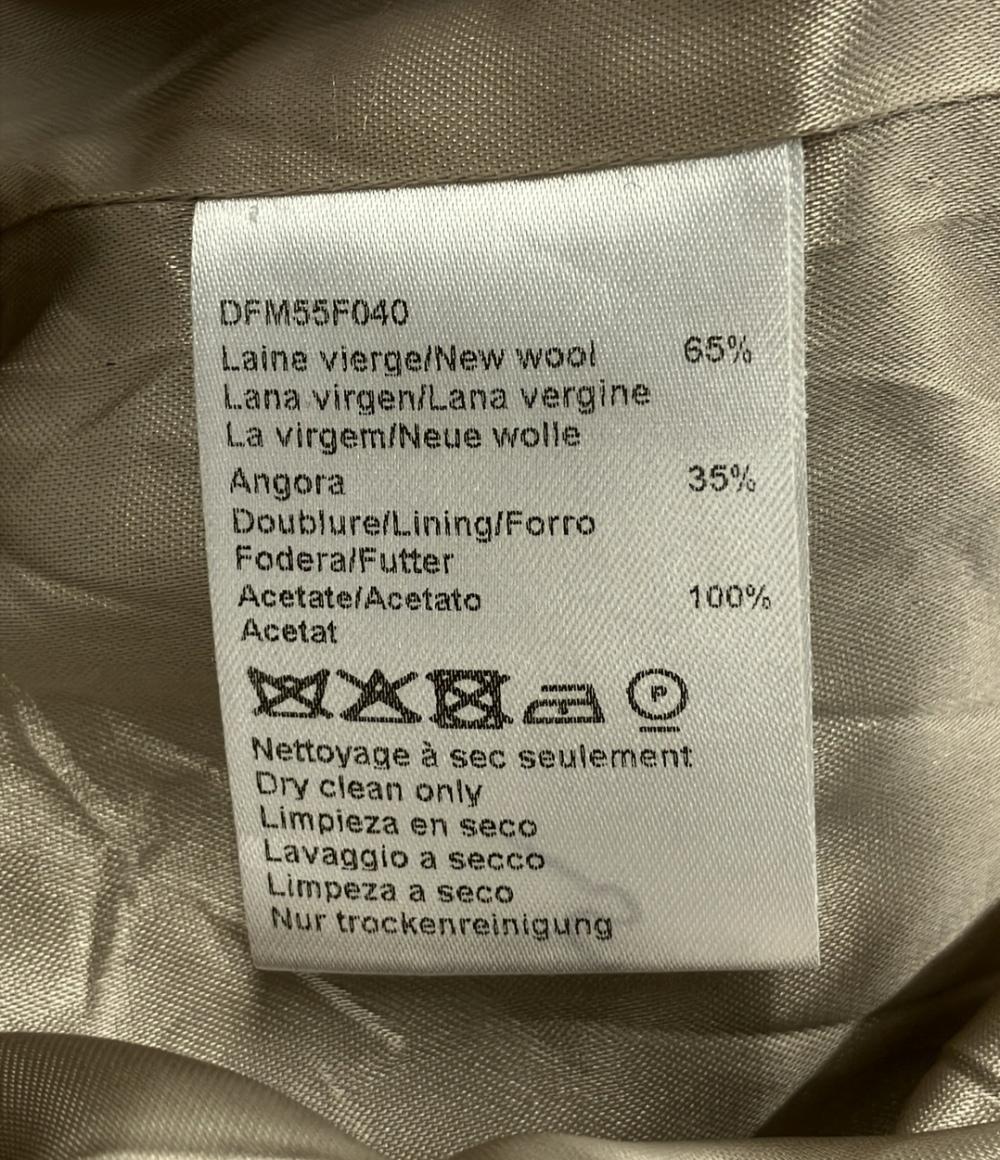 DFM55F040
Laine vierge/New wool 65%
Lana virgen/Lana vergine
La virgem/Neue wolle
Angora 35%
Doublure/Lining/Forro
Fodera/Futter
Acetate/Acetato 100%
Acetat
P
Nettoyage à sec seulement
Dry clean only
Limpieza en seco
Lavaggio a secco
Limpeza a seco
Nur trockenreinigung